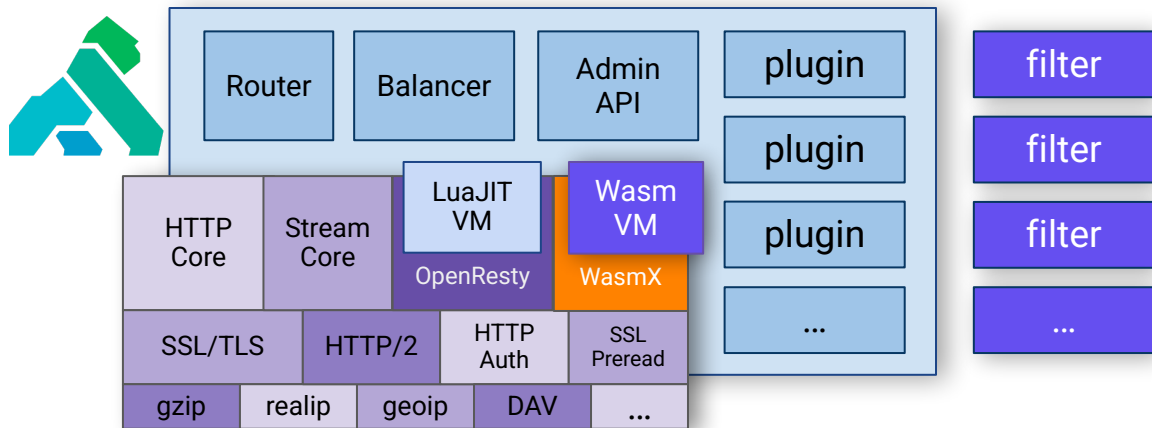 Router
Balancer
Admin
API
plugin
filter
plugin
filter
plugin
filter
...
...
LuaJIT
VM
Wasm
VM
HTTP
Core
Stream
Core
OpenResty
WasmX
SSL/TLS
HTTP/2
HTTP
Auth
SSL
Preread
gzip
realip
geoip
DAV
...